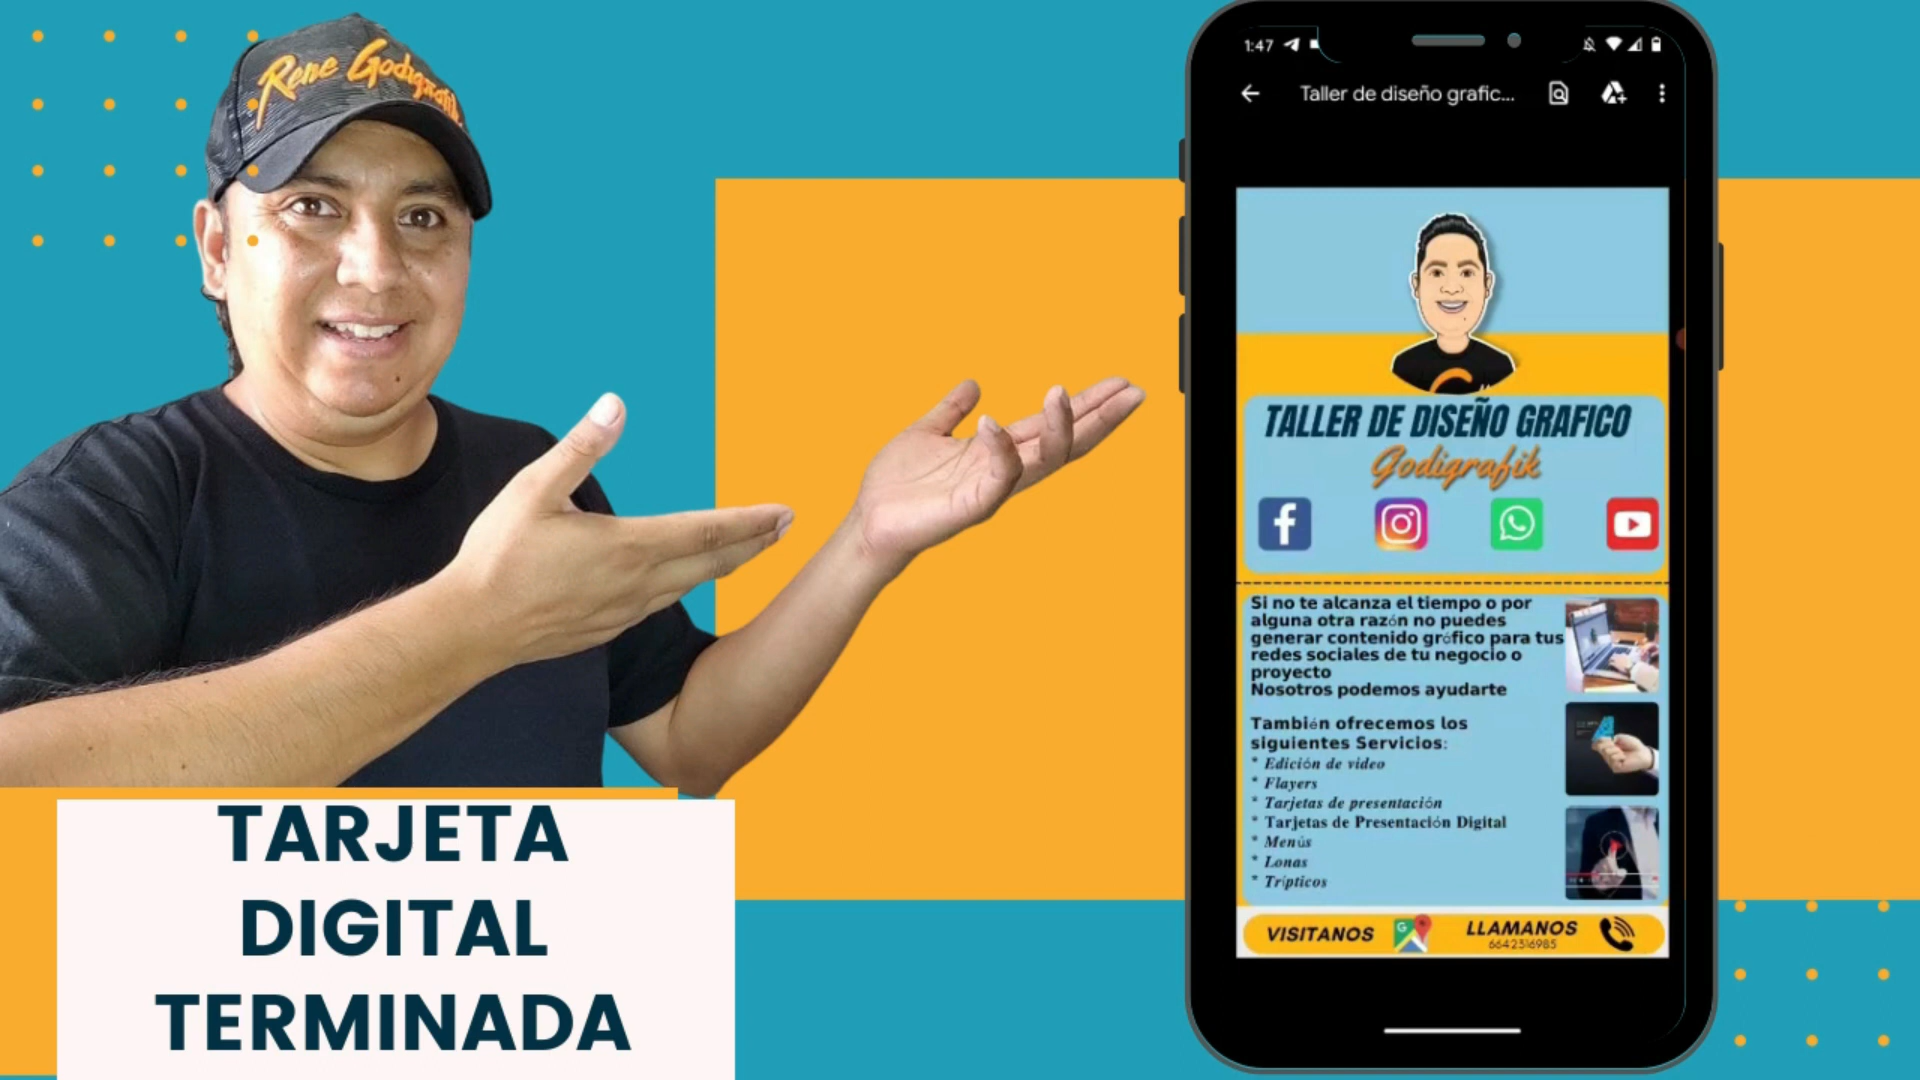 Rene Godigrafik
TARJETA
DIGITAL
TERMINADA
1:47
Taller de diseño grafic...
TALLER DE DISEÑO GRAFICO
Godigrafik
Si no te alcanza el tiempo o por
alguna otra razón no puedes
generar contenido gráfico para tus
redes sociales de tu negocio o
proyecto
Nosotros podemos ayudarte
También ofrecemos los
siguientes Servicios:
* Edición de video
* Flayers
* Tarjetas de presentación
* Tarjetas de Presentación Digital
* Menús
* Lonas
* Trípticos
VISITANOS
G
LLAMANOS
6642316985